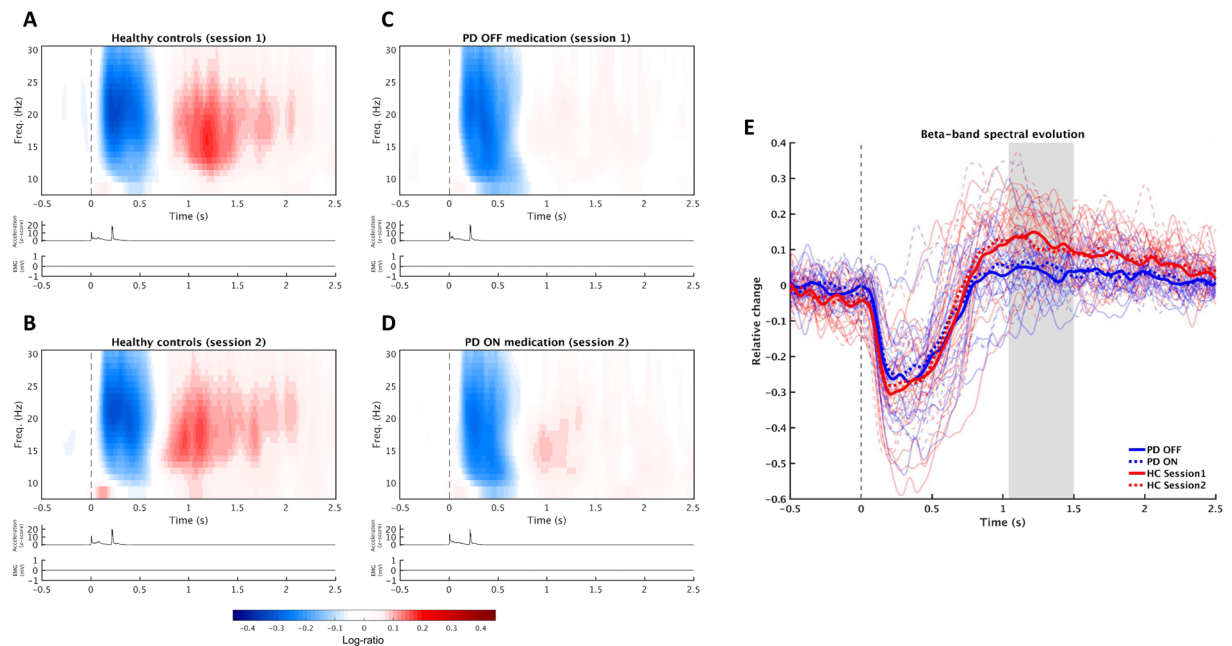 A
Healthy controls (session 1)
30
25
20
15
10
Freq. (Hz)
-0.5 0 0.5 1 1.5 2 2.5
Time (s)
Acceleration
(z-score)
20
10
0
EMG
(mV)
1
0
−1
-0.5 0 0.5 1 1.5 2 2.5
B
Healthy controls (session 2)
30
25
20
15
10
Freq. (Hz)
-0.5 0 0.5 1 1.5 2 2.5
Time (s)
Acceleration
(z-score)
20
10
0
EMG
(mV)
1
0
−1
-0.5 0 0.5 1 1.5 2 2.5
C
PD OFF medication (session 1)
30
25
20
15
10
Freq. (Hz)
-0.5 0 0.5 1 1.5 2 2.5
Time (s)
Acceleration
(z-score)
20
10
0
EMG
(mV)
1
0
−1
-0.5 0 0.5 1 1.5 2 2.5
D
PD ON medication (session 2)
30
25
20
15
10
Freq. (Hz)
-0.5 0 0.5 1 1.5 2 2.5
Time (s)
Acceleration
(z-score)
20
10
0
EMG
(mV)
1
0
−1
-0.5 0 0.5 1 1.5 2 2.5
−0.4 −0.3 −0.2 −0.1 0 0.1 0.2 0.3 0.4
Log-ratio
E
Beta-band spectral evolution
0.4
0.3
0.2
0.1
0
-0.1
-0.2
-0.3
-0.4
-0.5
-0.6
Relative change
PD OFF
PD ON
HC Session1
HC Session2
-0.5 0 0.5 1 1.5 2 2.5
Time (s)